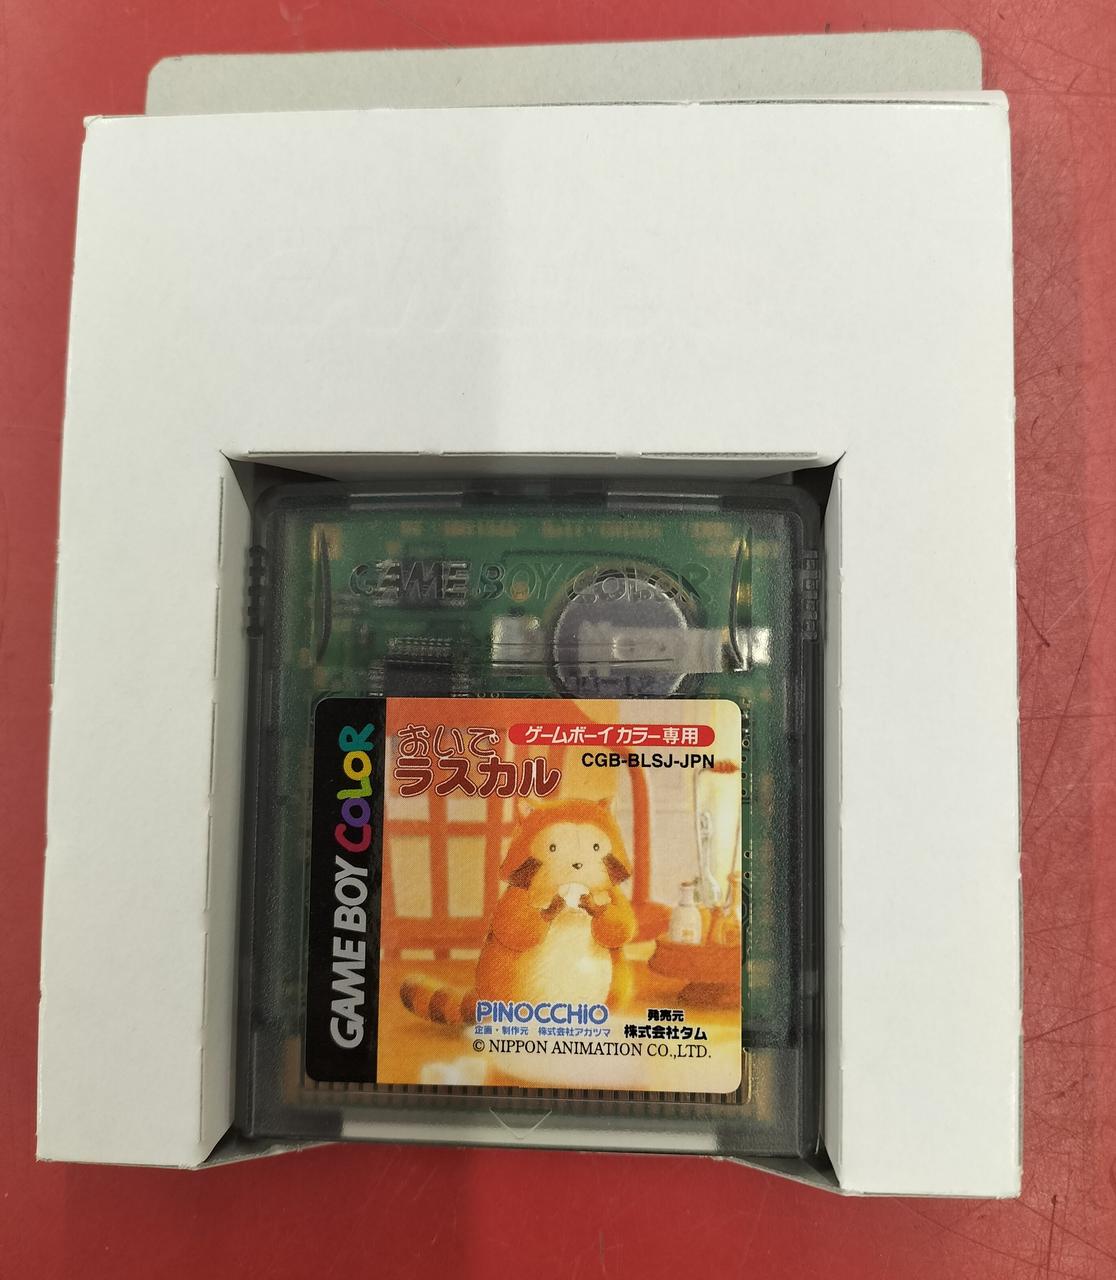 GAME BOY COLOR
GAME BOY COLOR
おいで
ラスカル
ゲームボーイカラー専用
CGB-BLSJ-JPN
PINOCCHIO
企画・制作元 株式会社アカツマ
発売元
株式会社タム
© NIPPON ANIMATION CO.,LTD.